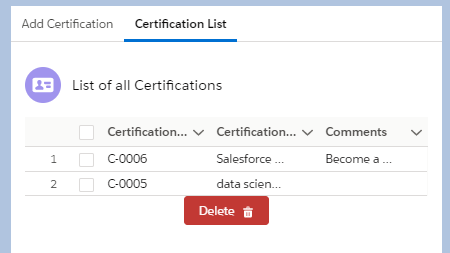 Add Certification Certification List
List of all Certifications
Certification... Certification... Comments
1 C-0006 Salesforce ... Become a ...
2 C-0005 data scien...
Delete